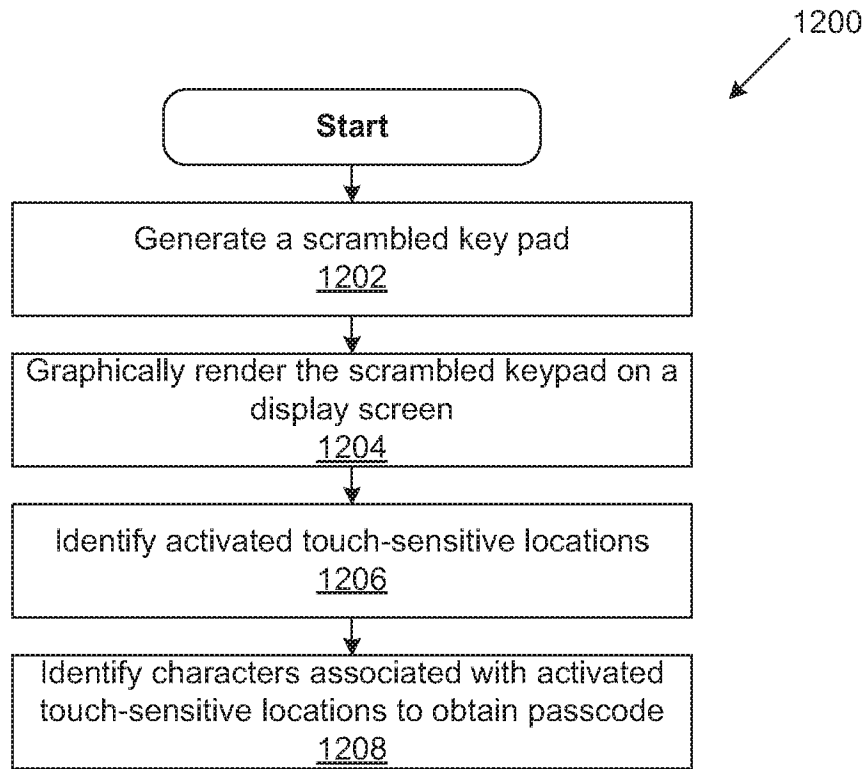 1200
Start
Generate a scrambled key pad
1202
Graphically render the scrambled keypad on a
display screen
1204
Identify activated touch-sensitive locations
1206
Identify characters associated with activated
touch-sensitive locations to obtain passcode
1208